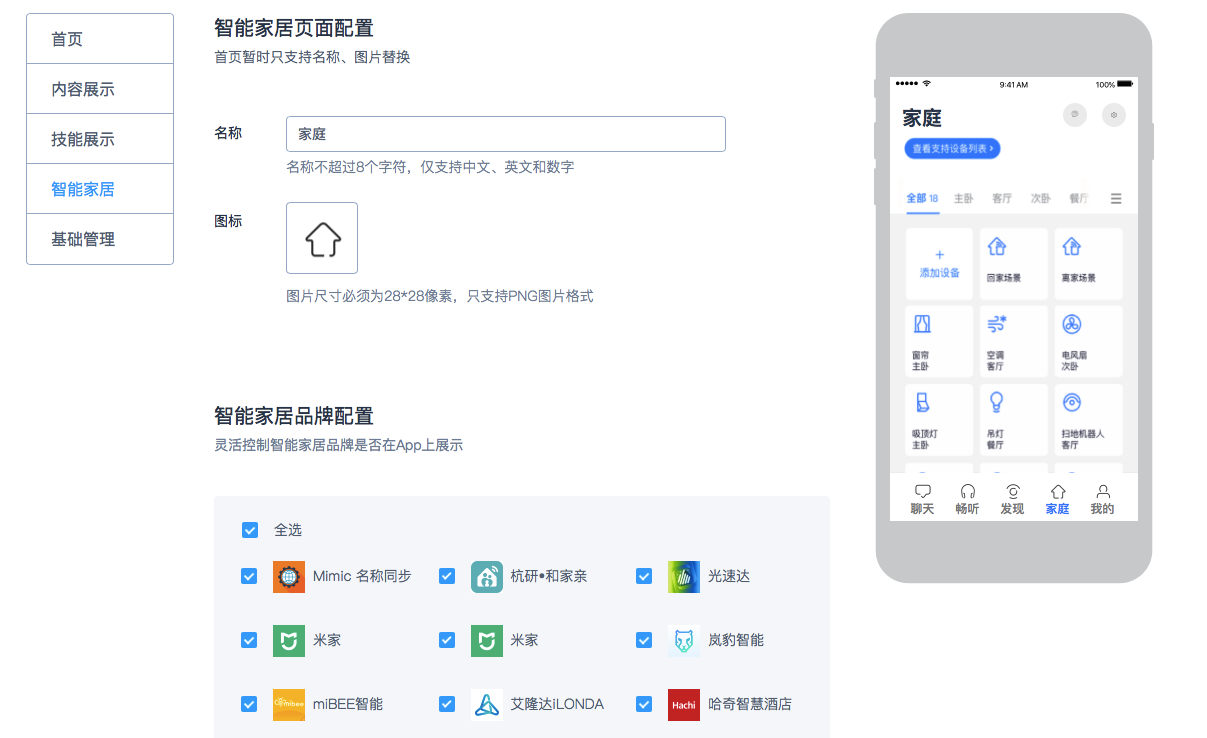 首页
内容展示
技能展示
智能家居
基础管理
智能家居页面配置
首页暂时只支持名称、图片替换
名称
家庭
名称不超过8个字符，仅支持中文、英文和数字
图标
图片尺寸必须为28*28像素，只支持PNG图片格式
智能家居品牌配置
灵活控制智能家居品牌是否在App上展示
全选
Mimic 名称同步
杭研•和家亲
光速达
米家
米家
岚豹智能
mibee
miBEE智能
艾隆达iLONDA
Hachi
哈奇智慧酒店
9:41 AM
100%
家庭
查看支持设备列表 ›
全部 18 主卧 客厅 次卧 餐厅
+
添加设备
回家场景
离家场景
窗帘
主卧
空调
客厅
电风扇
次卧
吸顶灯
主卧
吊灯
餐厅
扫地机器人
客厅
聊天 畅听 发现 家庭 我的